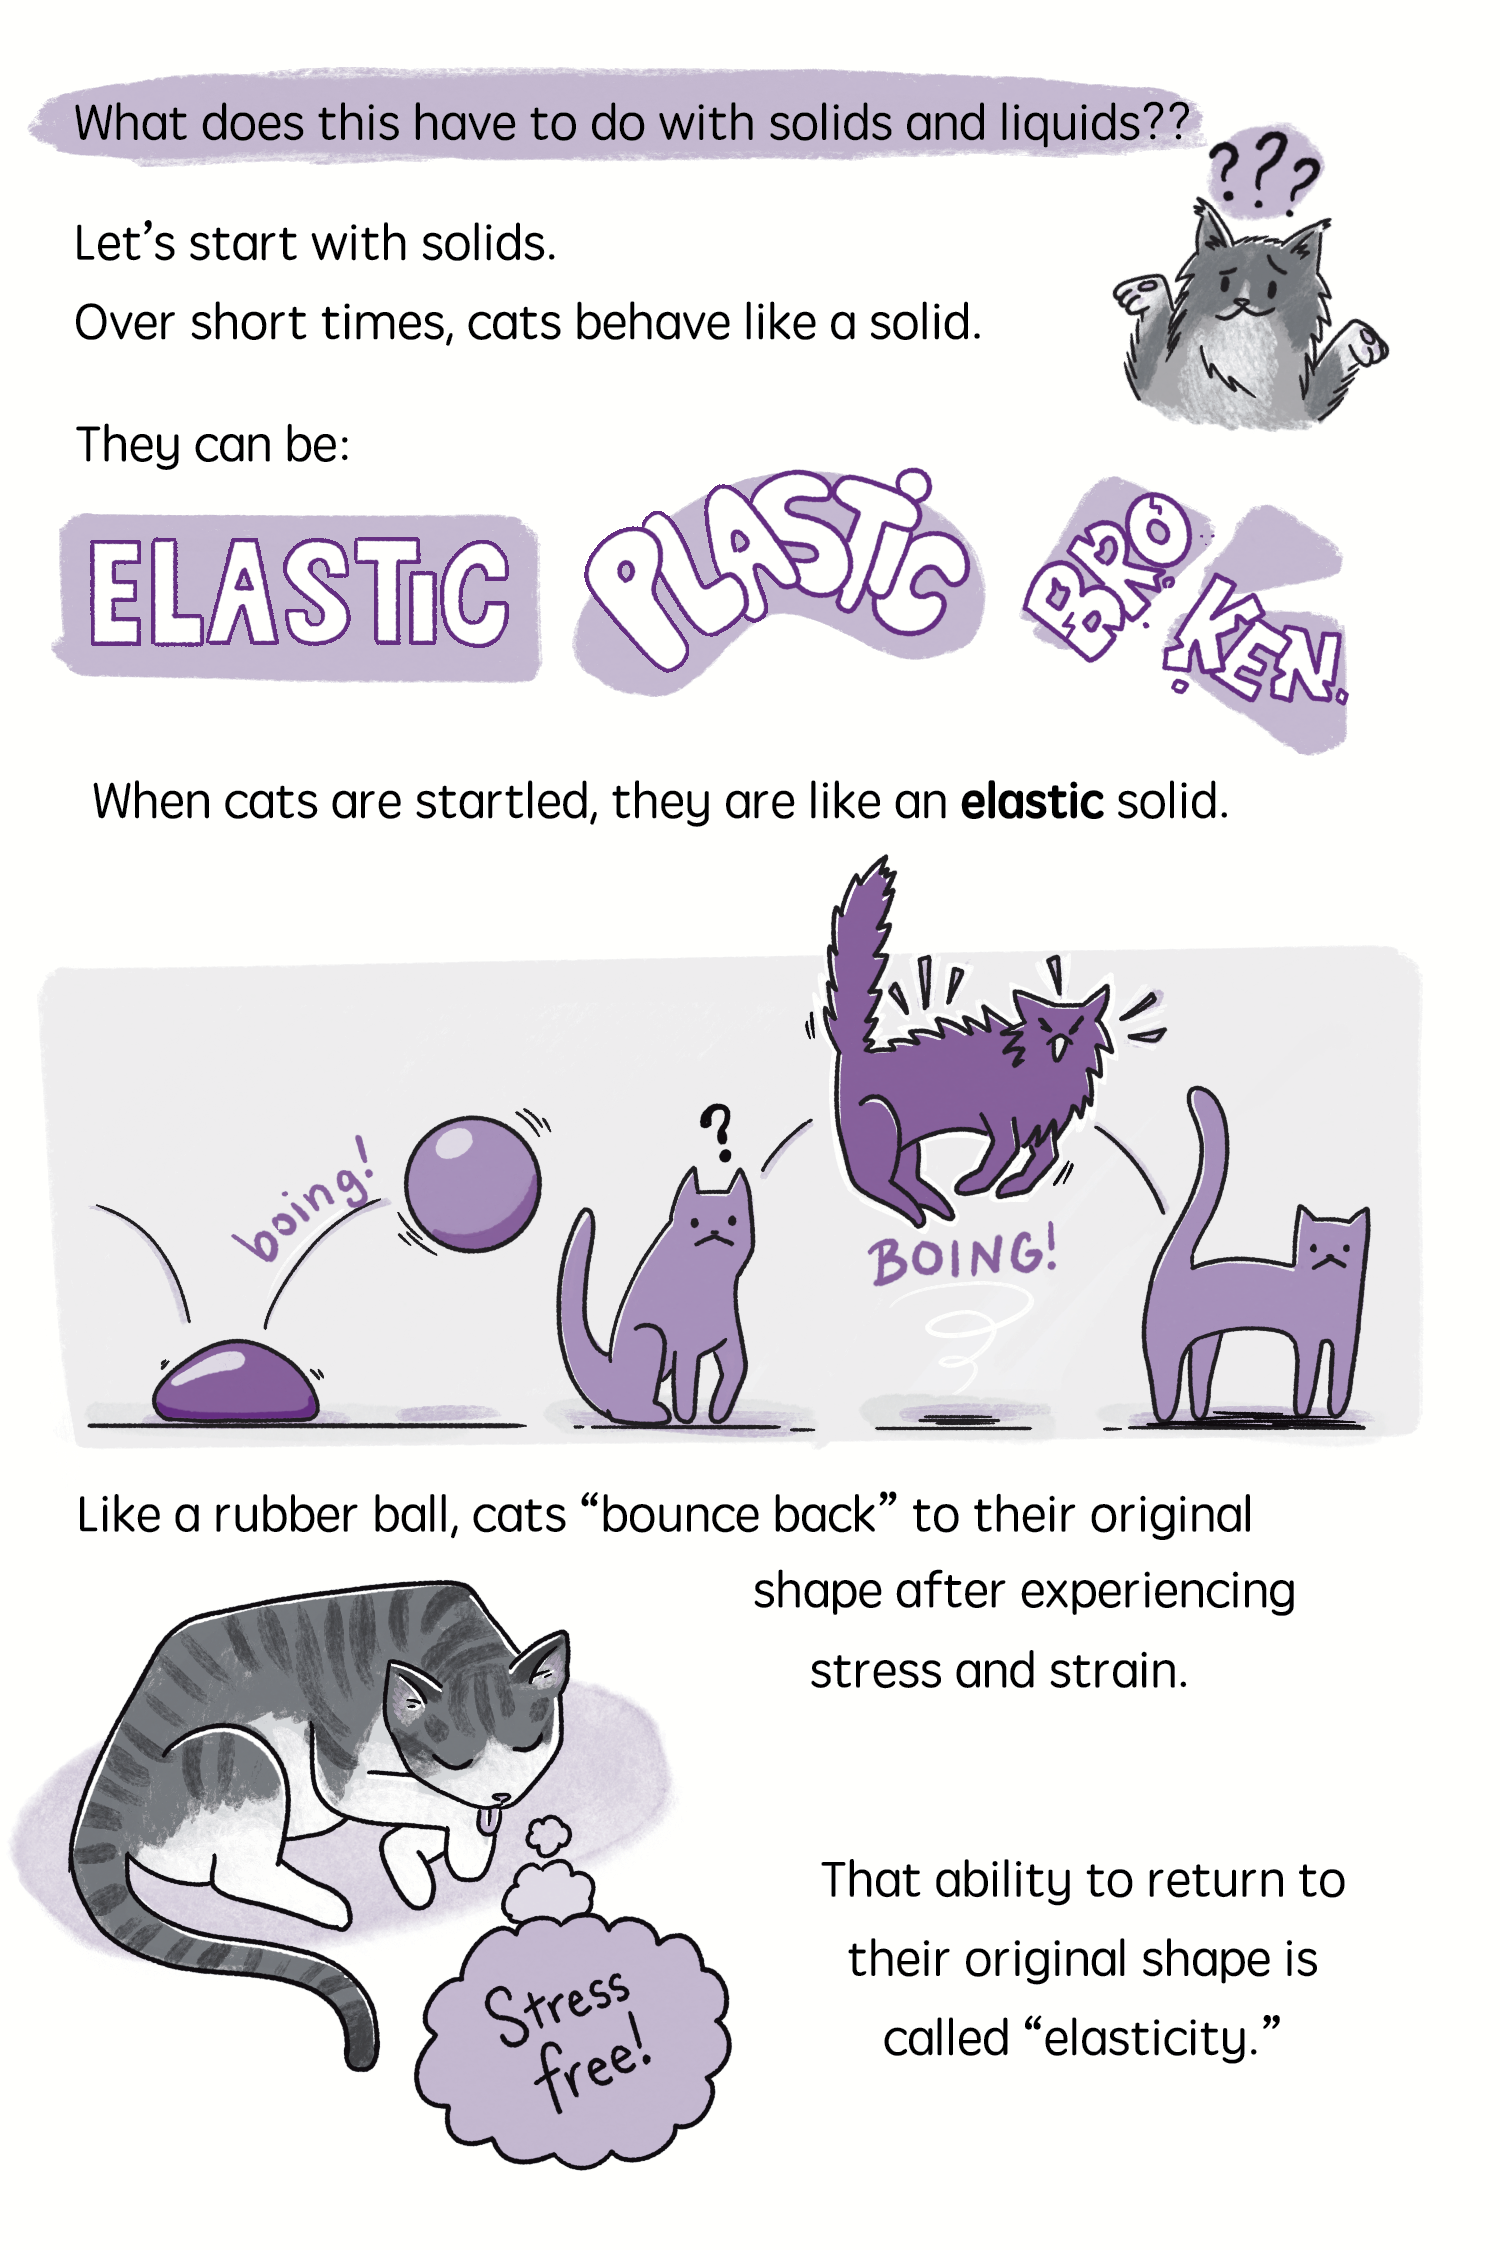 What does this have to do with solids and liquids??
???
Let’s start with solids.
Over short times, cats behave like a solid.
They can be:
ELASTiC
PLASTiC
BRO
KEN.
When cats are startled, they are like an elastic solid.
boing!
?
BOING!
Like a rubber ball, cats “bounce back” to their original
shape after experiencing
stress and strain.
Stress
free!
That ability to return to
their original shape is
called “elasticity.”